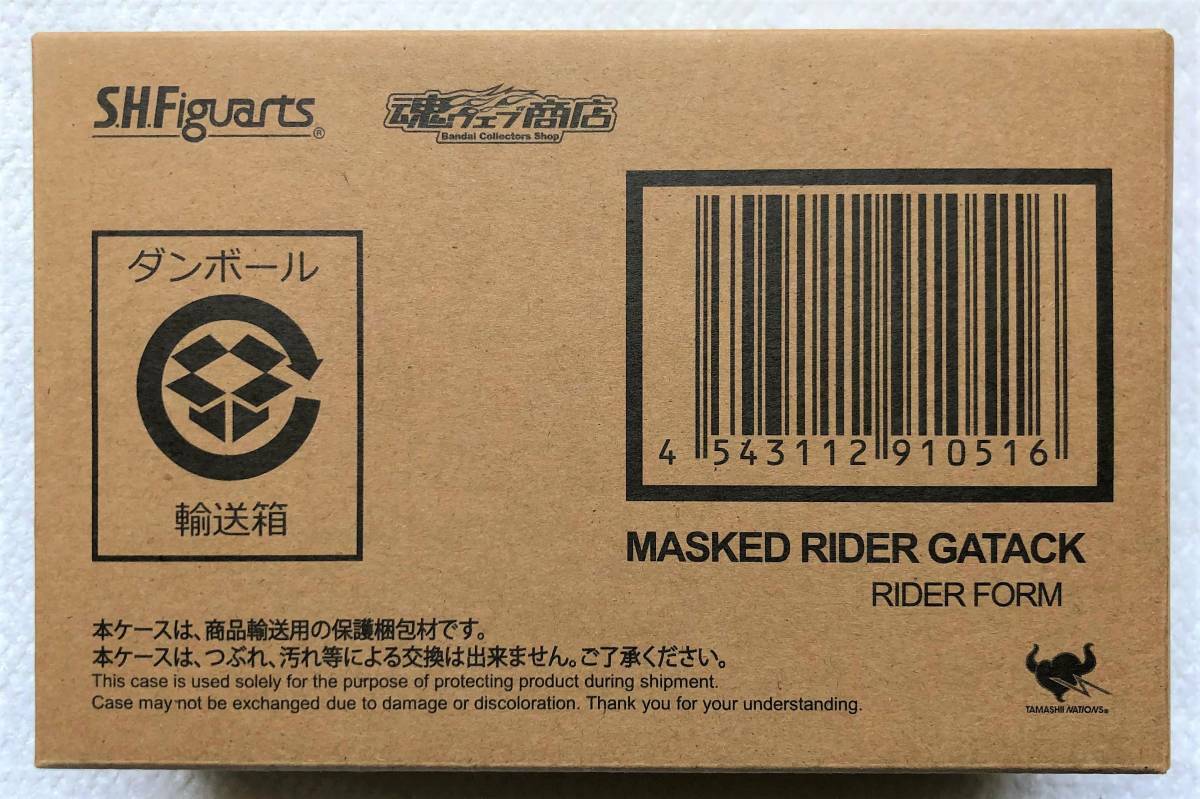 S.H.Figuarts®
魂ウェブ商店
Bandai Collectors Shop
ダンボール
輸送箱
4 543112 910516
MASKED RIDER GATACK
RIDER FORM
本ケースは、商品輸送用の保護梱包材です。
本ケースは、つぶれ、汚れ等による交換は出来ません。ご了承ください。
This case is used solely for the purpose of protecting product during shipment.
Case may not be exchanged due to damage or discoloration. Thank you for your understanding.
TAMASHII NATIONS®